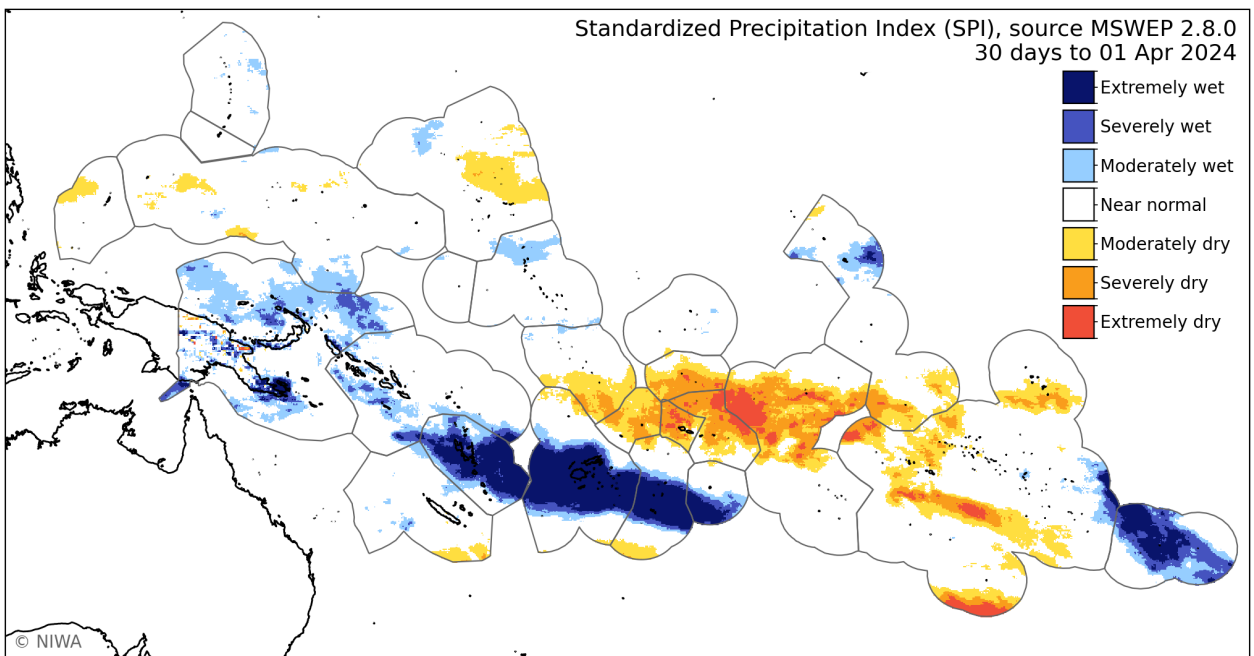 Standardized Precipitation Index (SPI), source MSWEP 2.8.0
30 days to 01 Apr 2024
Extremely wet
Severely wet
Moderately wet
Near normal
Moderately dry
Severely dry
Extremely dry
© NIWA